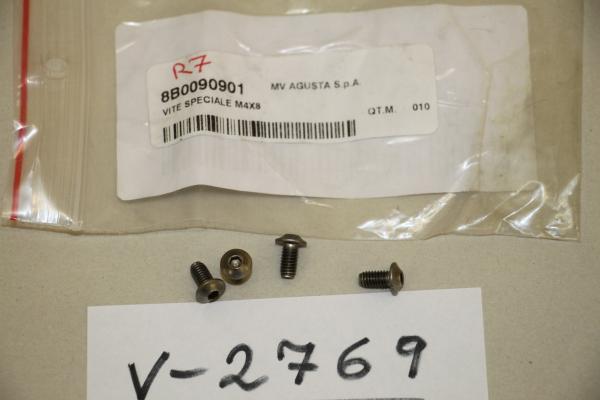 R7
8B0090901 MV AGUSTA S.p.A.
VITE SPECIALE M4X8
QT.M. 010
V-2769